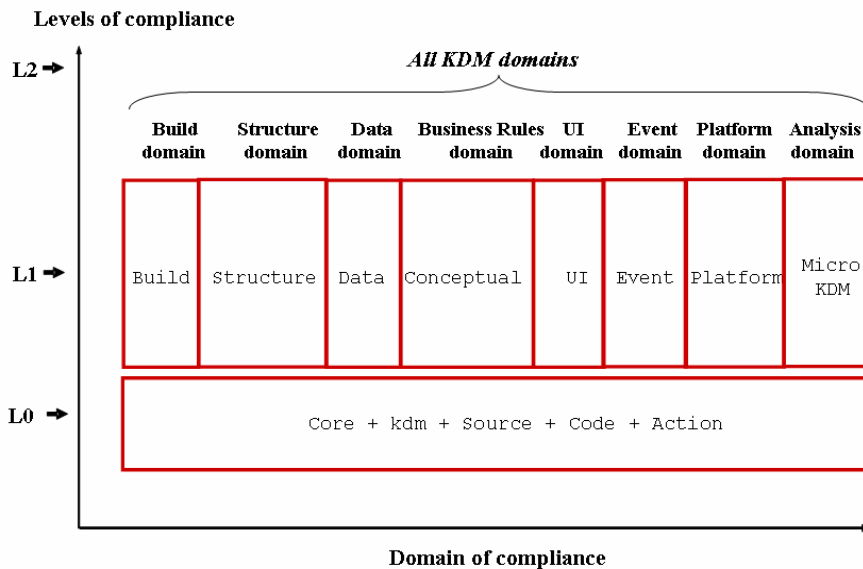 Levels of compliance
L2
All KDM domains
Build domain
Structure domain
Data domain
Business Rules domain
UI domain
Event domain
Platform domain
Analysis domain
L1
Build
Structure
Data
Conceptual
UI
Event
Platform
Micro
KDM
L0
Core + kdm + Source + Code + Action
Domain of compliance